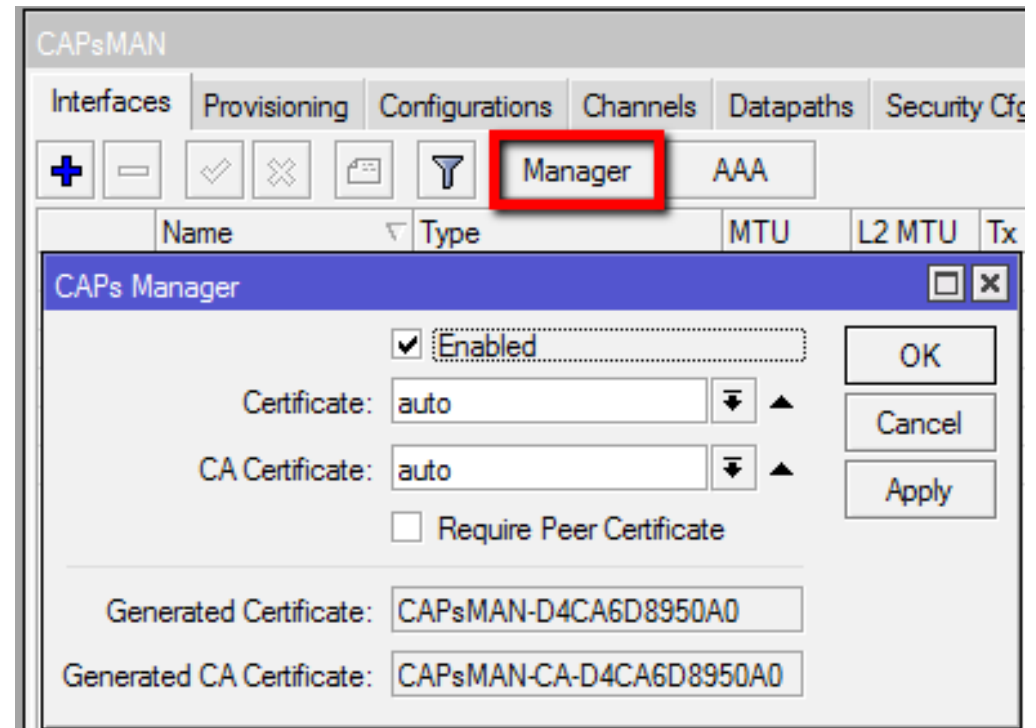 CAPsMAN
Interfaces Provisioning Configurations Channels Datapaths Security Cfg
Manager AAA
Name Type MTU L2 MTU Tx
CAPs Manager
Enabled OK
Certificate: auto
Cancel
CA Certificate: auto
Apply
Require Peer Certificate
Generated Certificate: CAPsMAN-D4CA6D8950A0
Generated CA Certificate: CAPsMAN-CA-D4CA6D8950A0